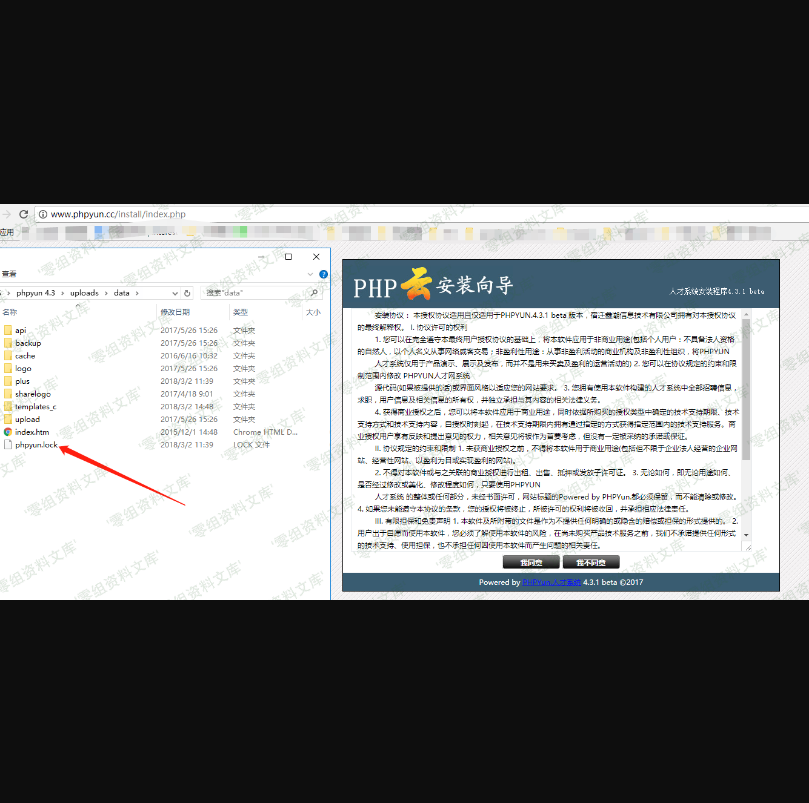 www.phpyun.cc/install/index.php
应用
查看
phpyun 4.3 › uploads › data ›
搜索"data"
名称 修改日期 类型 大小
api 2017/5/26 15:26 文件夹
backup 2017/5/26 15:26 文件夹
cache 2016/6/16 10:32 文件夹
logo 2017/5/26 15:26 文件夹
plus 2018/3/2 11:39 文件夹
sharelogo 2017/4/18 9:01 文件夹
templates_c 2018/3/2 14:48 文件夹
upload 2017/5/26 15:26 文件夹
index.htm 2015/12/1 14:48 Chrome HTML D...
phpyun.lock 2018/3/2 11:39 LOCK 文件
PHP云安装向导
人才系统安装程序4.3.1 beta
安装协议： 本授权协议适用且仅适用于PHPYUN.4.3.1 beta 版本，宿迁鑫潮信息技术有限公司拥有对本授权协议
的最终解释权。 I. 协议许可的权利
1. 您可以在完全遵守本最终用户授权协议的基础上，将本软件应用于非商业用途(包括个人用户：不具备法人资格
的自然人，以个人名义从事网络威客交易；非盈利性用途：从事非盈利活动的商业机构及非盈利性组织，将PHPYUN
人才系统仅用于产品演示、展示及发布，而并不是用来买卖及盈利的运营活动的) 2. 您可以在协议规定的约束和限
制范围内修改 PHPYUN人才网系统
源代码(如果被提供的话)或界面风格以适应您的网站要求。 3. 您拥有使用本软件构建的人才系统中全部招聘信息，
求职，用户信息及相关信息的所有权，并独立承担与其内容的相关法律义务。
4. 获得商业授权之后，您可以将本软件应用于商业用途，同时依据所购买的授权类型中确定的技术支持期限、技术
支持方式和技术支持内容，自授权时刻起，在技术支持期限内拥有通过指定的方式获得指定范围内的技术支持服务。商
业授权用户享有反映和提出意见的权力，相关意见将被作为首要考虑，但没有一定被采纳的承诺或保证。
II. 协议规定的约束和限制 1. 未获商业授权之前，不得将本软件用于商业用途(包括但不限于企业法人经营的企业网
站、经营性网站、以盈利为目或实现盈利的网站)。
2. 不得对本软件或与之关联的商业授权进行出租、出售、抵押或发放子许可证。 3. 无论如何，即无论用途如何、
是否经过修改或美化、修改程度如何，只要使用PHPYUN
人才系统 的整体或任何部分，未经书面许可，网站标题的Powered by PHPYun.都必须保留，而不能清除或修改。
4. 如果您未能遵守本协议的条款，您的授权将被终止，所被许可的权利将被收回，并承担相应法律责任。
III. 有限担保和免责声明 1. 本软件及所附带的文件是作为不提供任何明确的或隐含的赔偿或担保的形式提供的。 2.
用户出于自愿而使用本软件，您必须了解使用本软件的风险，在尚未购买产品技术服务之前，我们不承诺提供任何形式
的技术支持、使用担保，也不承担任何因使用本软件而产生问题的相关责任。
我同意 我不同意
Powered by PHPYun.人才系统 4.3.1 beta ©2017
零组资料文库